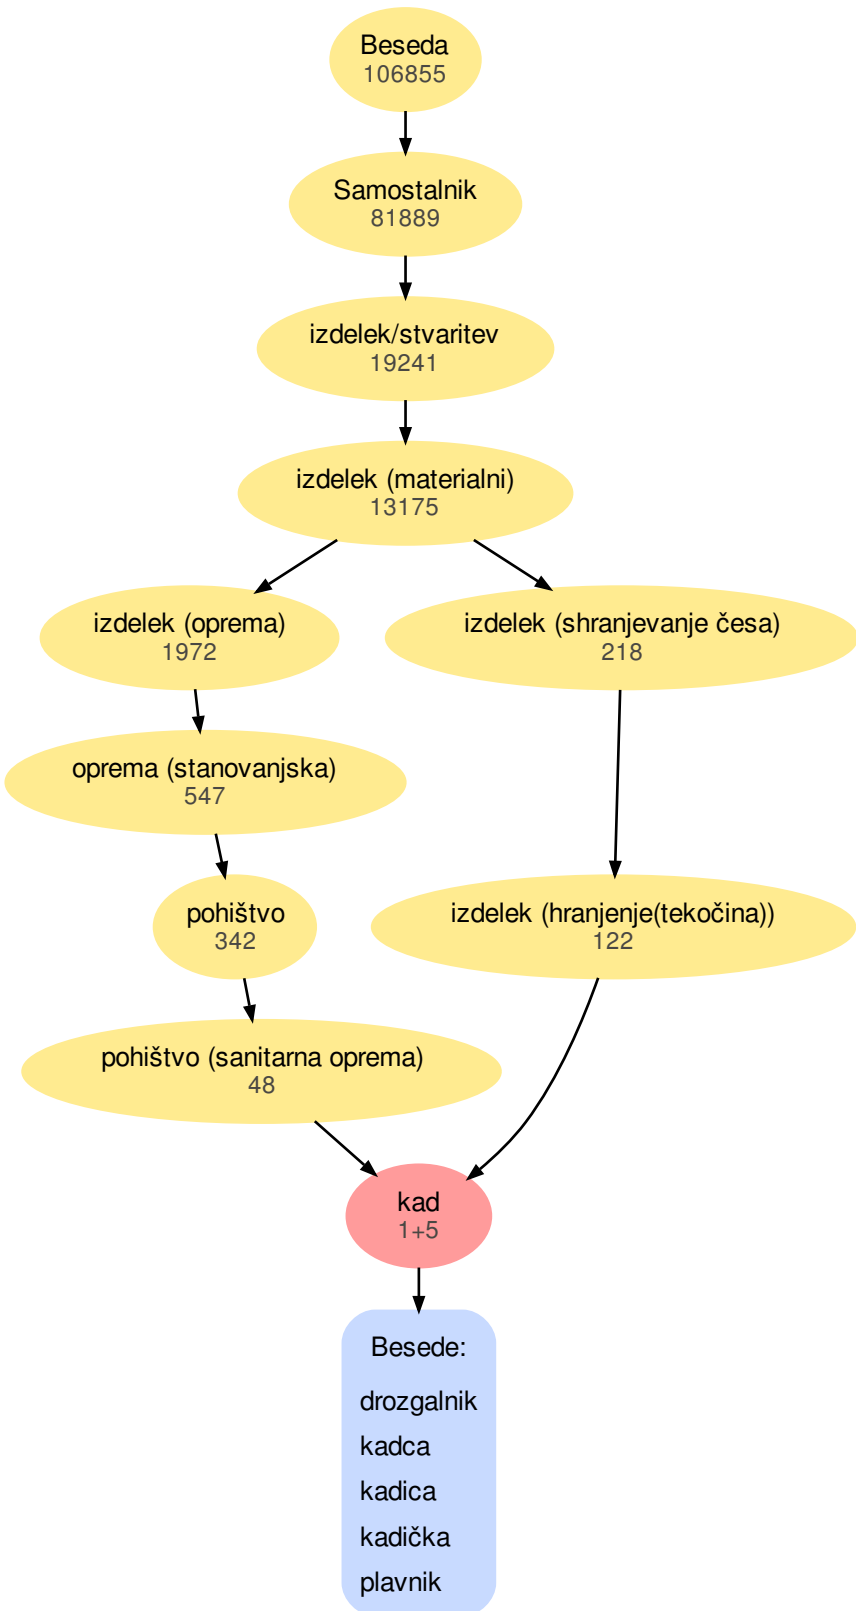 Beseda
106855
Samostalnik
81889
izdelek/stvaritev
19241
izdelek (materialni)
13175
izdelek (oprema)
1972
izdelek (shranjevanje česa)
218
oprema (stanovanjska)
547
pohištvo
342
izdelek (hranjenje(tekočina))
122
pohištvo (sanitarna oprema)
48
kad
1+5
Besede:
drozgalnik
kadca
kadica
kadička
plavnik